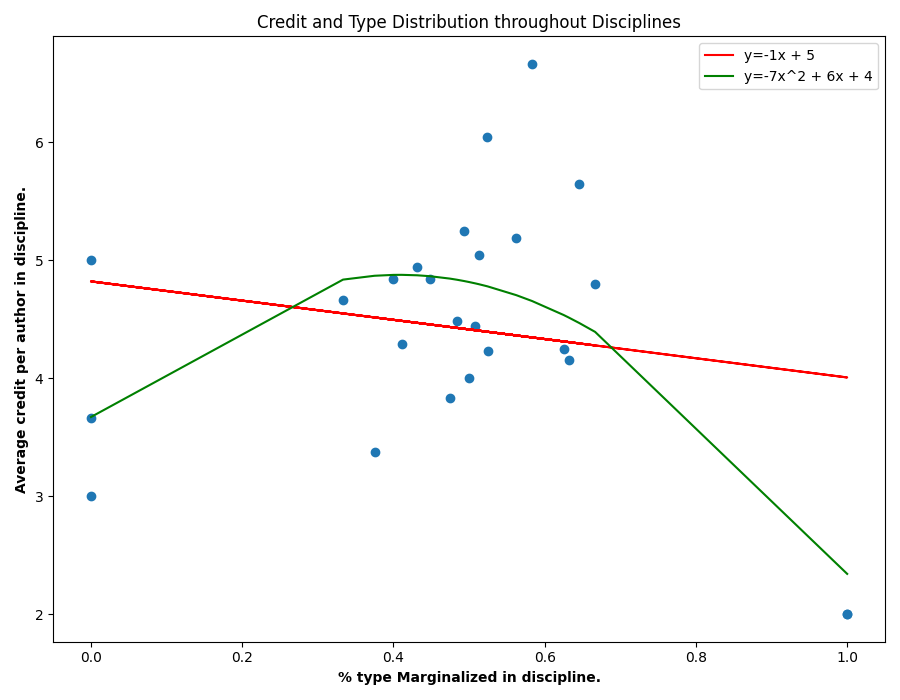 Credit and Type Distribution throughout Disciplines
y=-1x + 5
y=-7x^2 + 6x + 4
Average credit per author in discipline.
6
5
4
3
2
0.0 0.2 0.4 0.6 0.8 1.0
% type Marginalized in discipline.